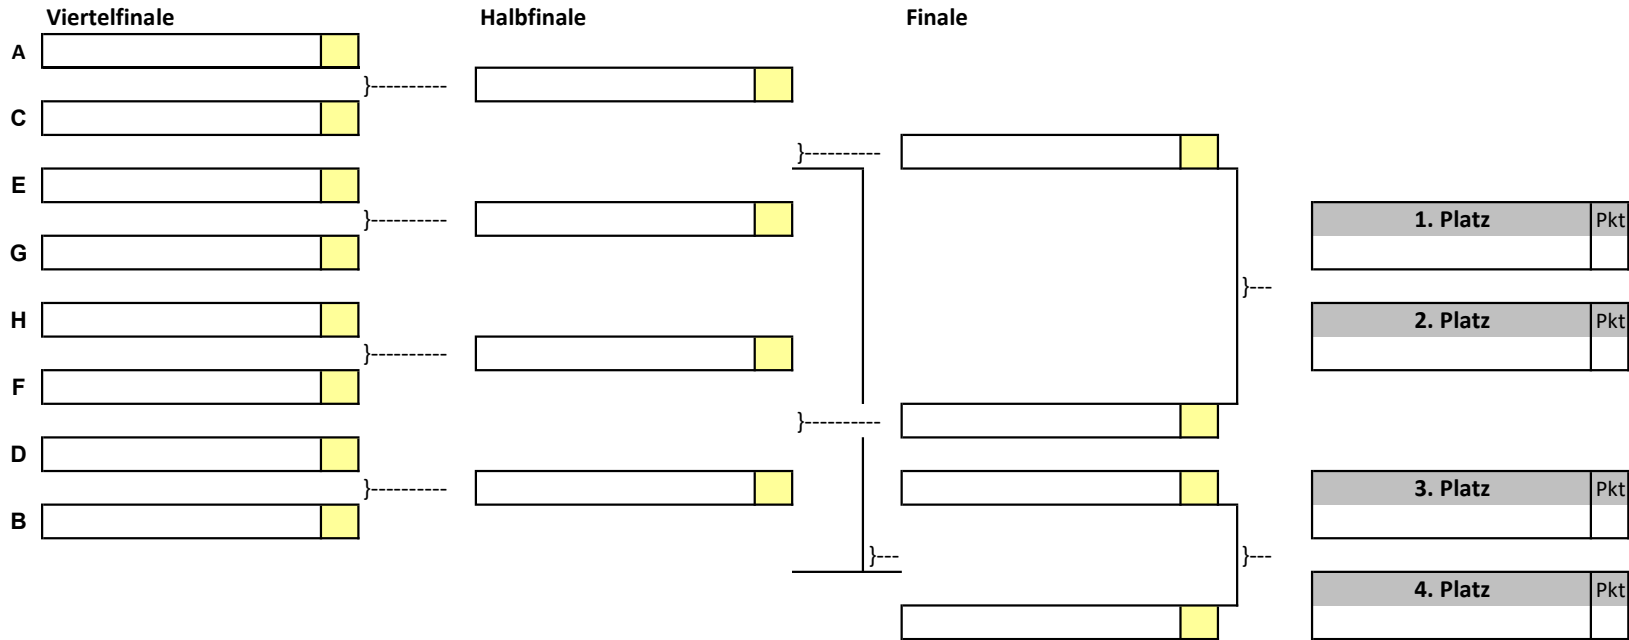 Viertelfinale Halbfinale Finale
A
}---------
C
}----------
E
}---------
1. Platz Pkt
G
}---
H
2. Platz Pkt
}---------
F
}----------
D
}---------
3. Platz Pkt
B
}---
}---
4. Platz Pkt